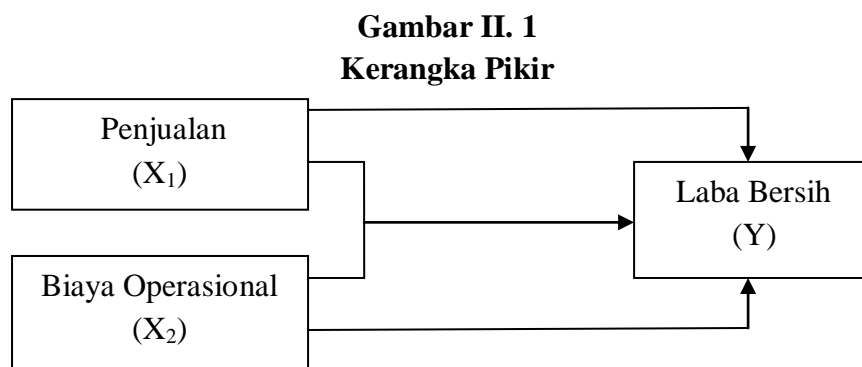 Gambar II. 1
Kerangka Pikir
Penjualan
(X₁)
Laba Bersih
(Y)
Biaya Operasional
(X₂)